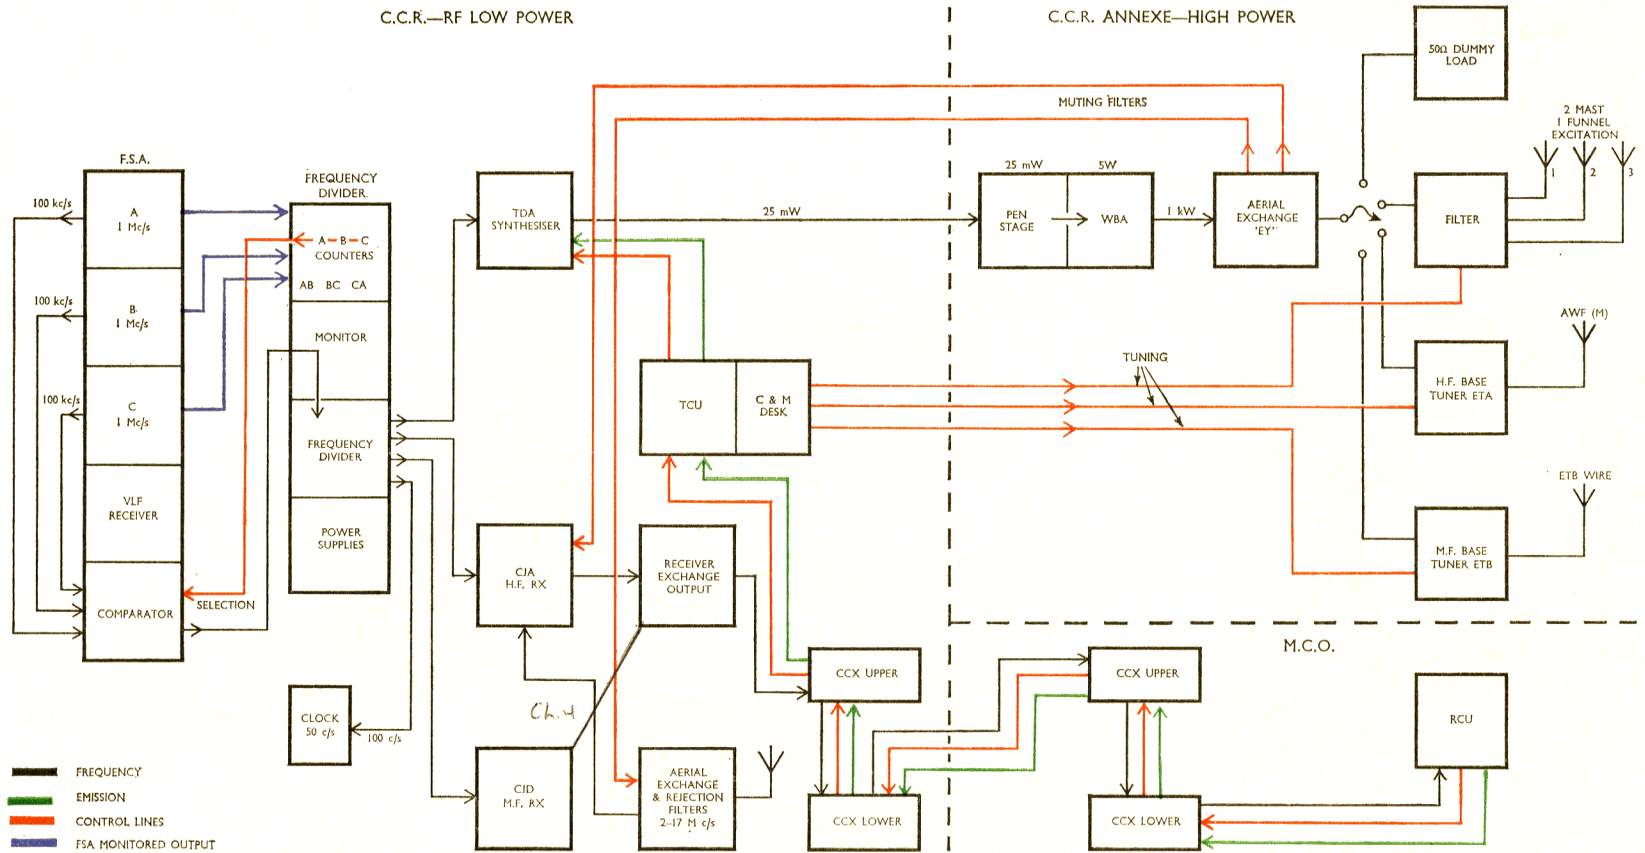 C.C.R.—RF LOW POWER
C.C.R. ANNEXE—HIGH POWER
F.S.A.
A
1 Mc/s
B
1 Mc/s
C
1 Mc/s
VLF
RECEIVER
COMPARATOR
100 kc/s
100 kc/s
100 kc/s
SELECTION
FREQUENCY
DIVIDER
A – B – C
COUNTERS
AB BC CA
MONITOR
FREQUENCY
DIVIDER
POWER
SUPPLIES
CLOCK
50 c/s
100 c/s
TDA
SYNTHESISER
25 mW
TCU
C & M
DESK
CJA
H.F. RX
RECEIVER
EXCHANGE
OUTPUT
Ch.4
CJD
M.F. RX
AERIAL
EXCHANGE
& REJECTION
FILTERS
2–17 M c/s
CCX UPPER
CCX LOWER
MUTING FILTERS
25 mW
5W
PEN
STAGE
WBA
1 kW
AERIAL
EXCHANGE
'EY'
50Ω DUMMY
LOAD
2 MAST
1 FUNNEL
EXCITATION
1
2
3
FILTER
TUNING
AWF (M)
H.F. BASE
TUNER ETA
ETB WIRE
M.F. BASE
TUNER ETB
M.C.O.
CCX UPPER
CCX LOWER
RCU
FREQUENCY
EMISSION
CONTROL LINES
FSA MONITORED OUTPUT